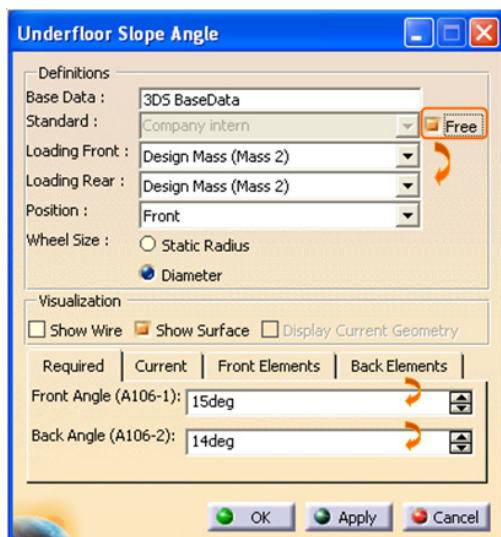 Underfloor Slope Angle
Definitions
Base Data : 3DS BaseData
Standard : Company intern Free
Loading Front : Design Mass (Mass 2)
Loading Rear : Design Mass (Mass 2)
Position : Front
Wheel Size : Static Radius
Diameter
Visualization
Show Wire Show Surface Display Current Geometry
Required Current Front Elements Back Elements
Front Angle (A106-1): 15deg
Back Angle (A106-2): 14deg
OK Apply Cancel